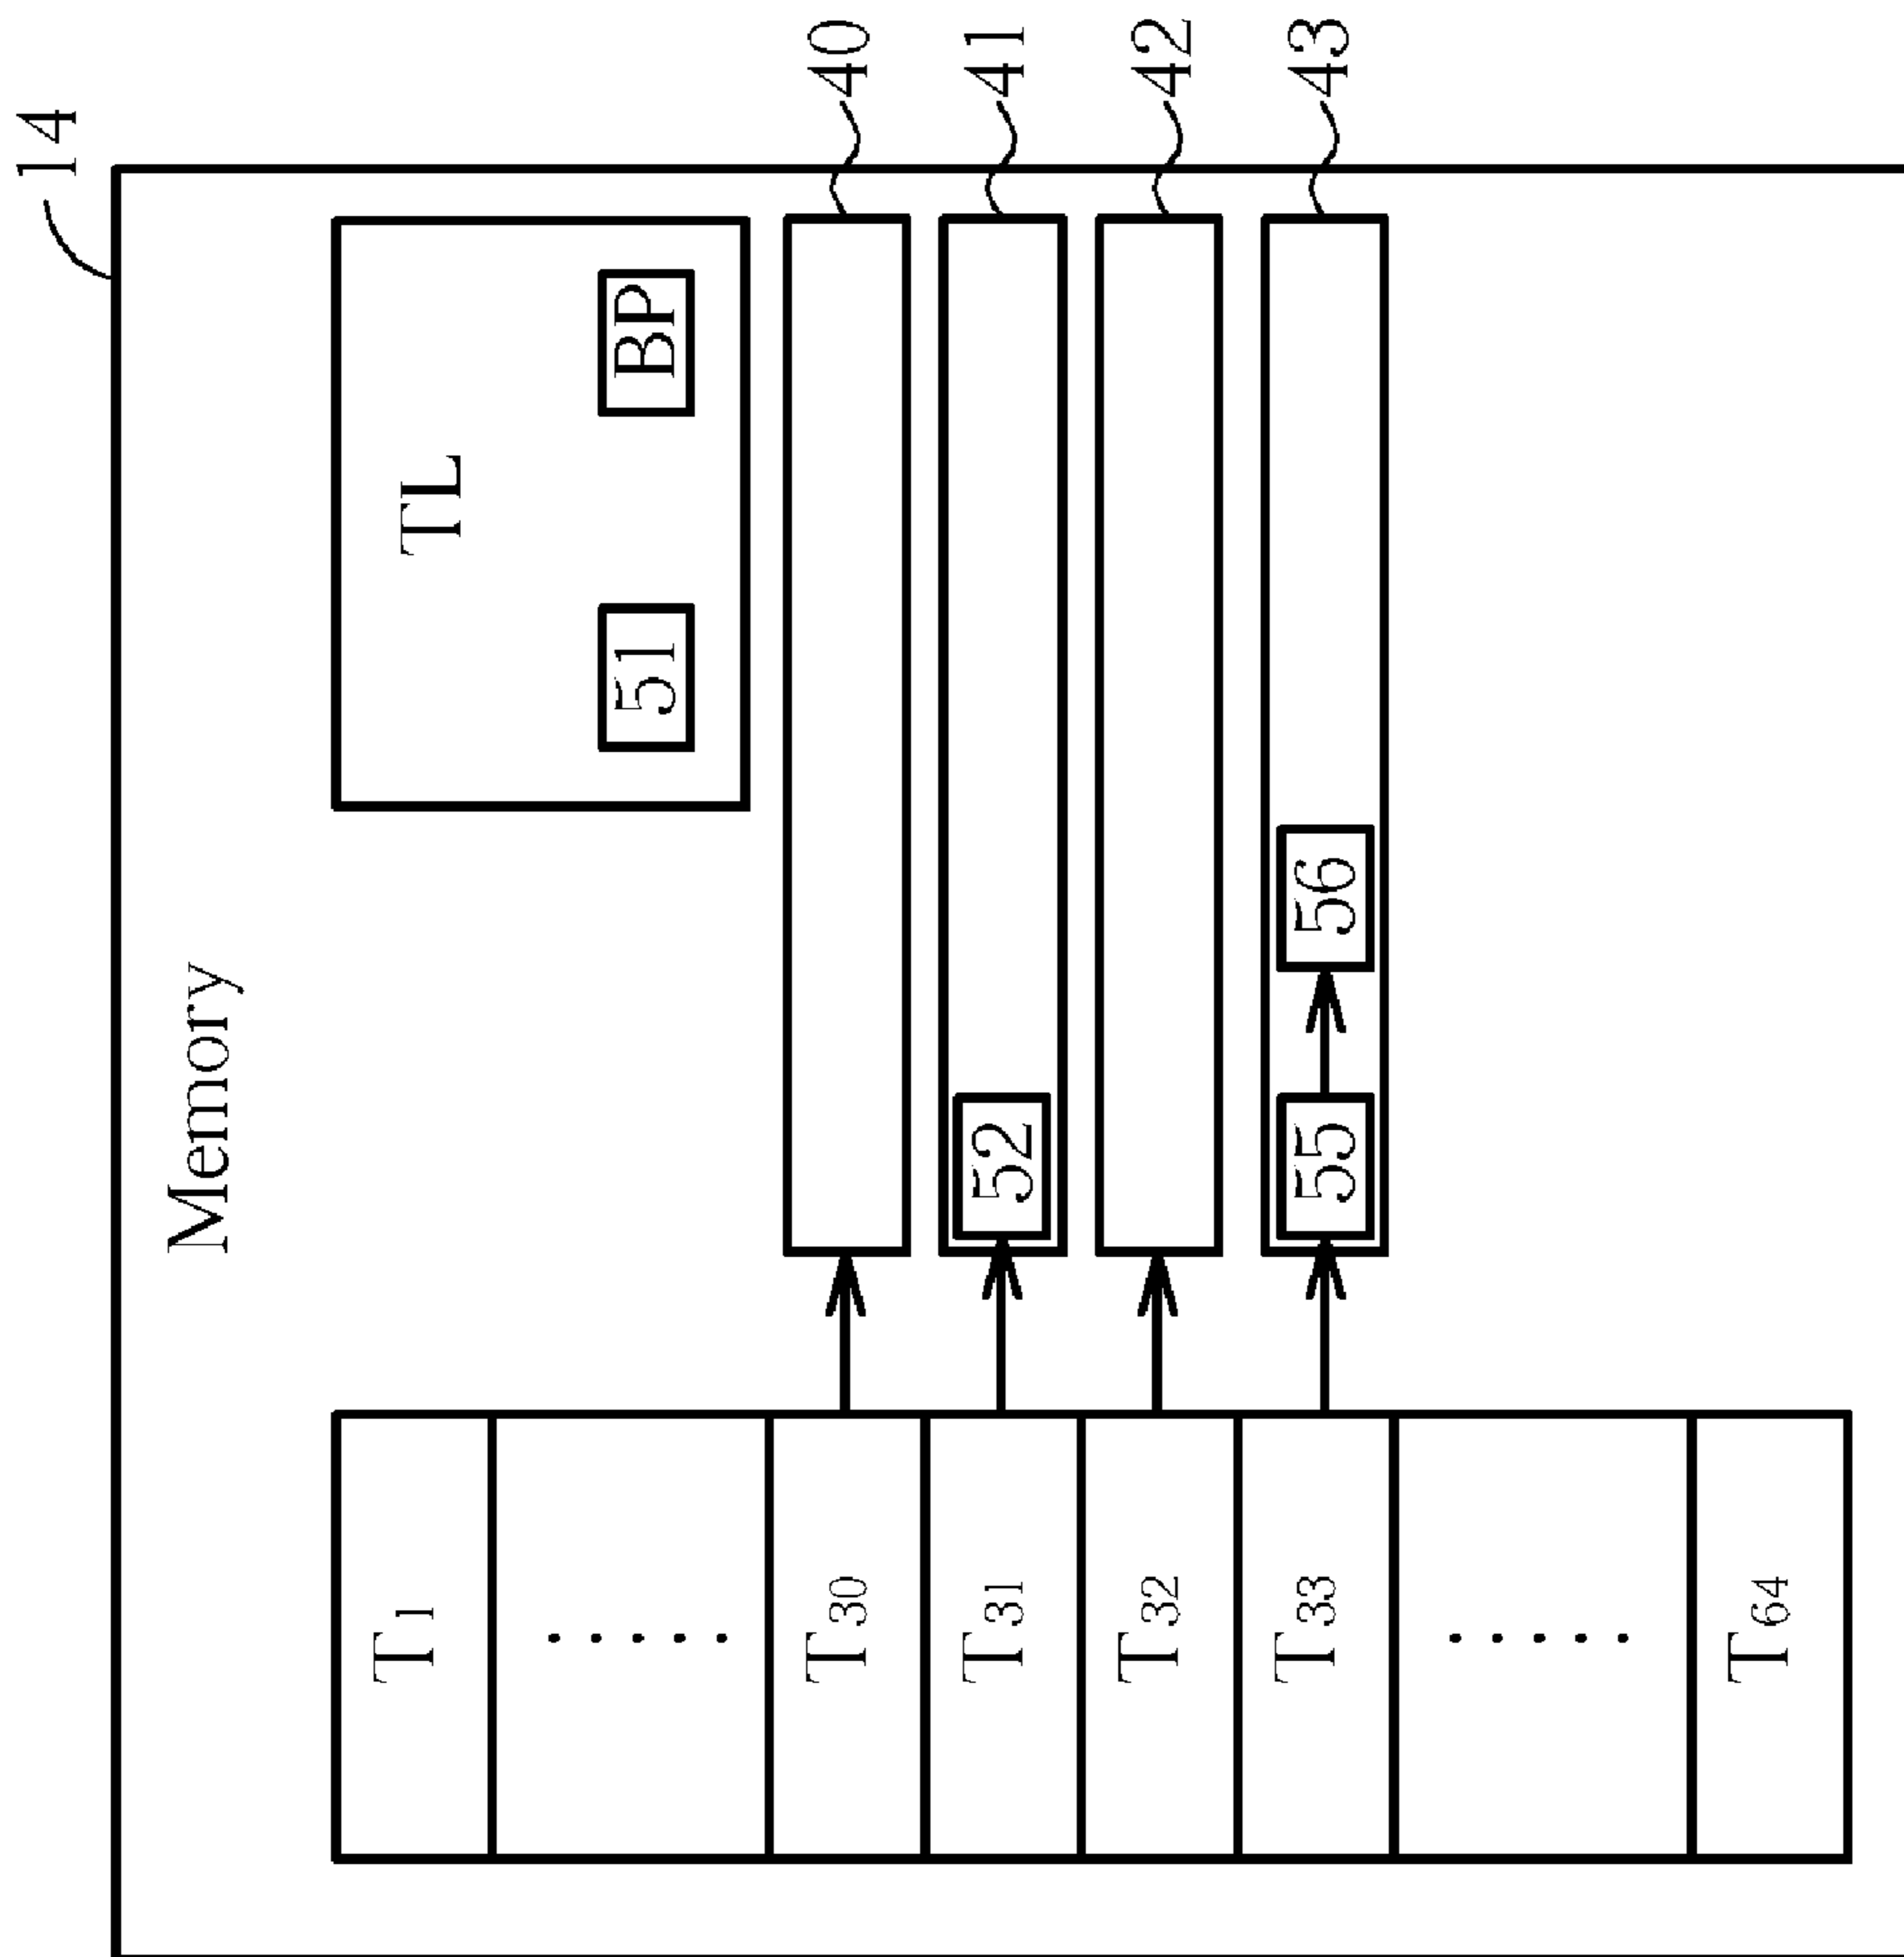 14
Memory
T1
.....
T30
T31
T32
T33
.....
T64
TL
51
BP
40
52
41
42
55
56
43